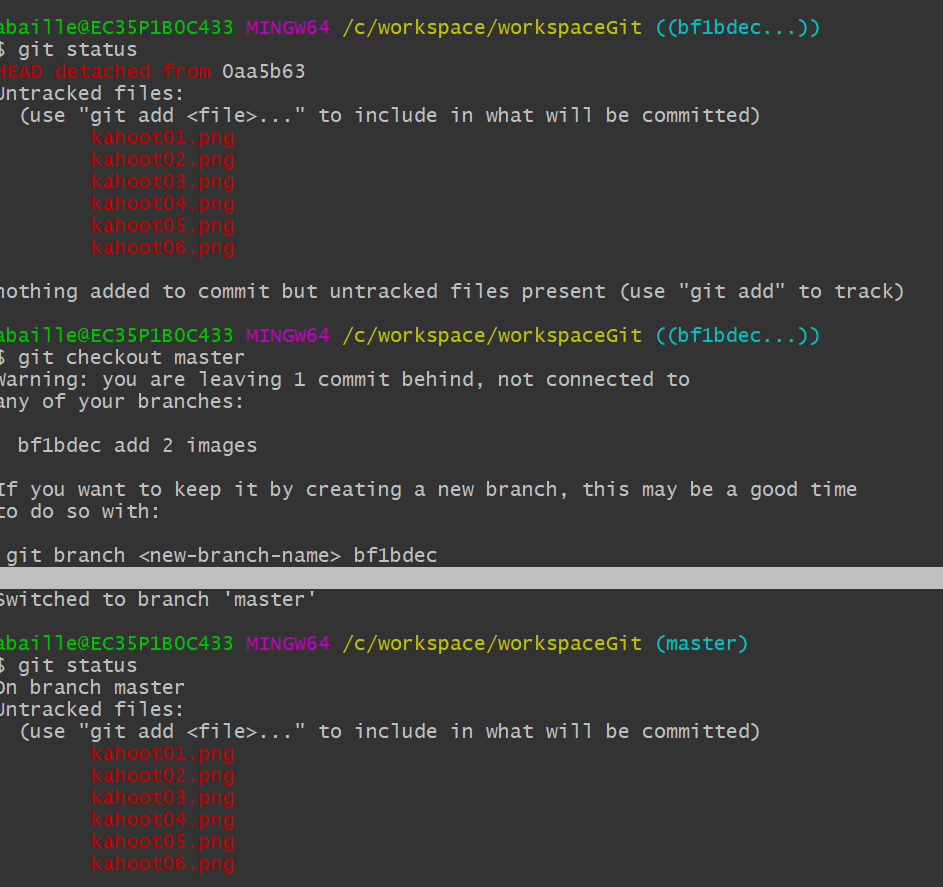 abaille@EC35P1B0C433 MINGW64 /c/workspace/workspaceGit ((bf1bdec...))
$ git status
HEAD detached from 0aa5b63
Untracked files:
  (use "git add <file>..." to include in what will be committed)
        kahoot01.png
        kahoot02.png
        kahoot03.png
        kahoot04.png
        kahoot05.png
        kahoot06.png

nothing added to commit but untracked files present (use "git add" to track)

abaille@EC35P1B0C433 MINGW64 /c/workspace/workspaceGit ((bf1bdec...))
$ git checkout master
Warning: you are leaving 1 commit behind, not connected to
any of your branches:

  bf1bdec add 2 images

If you want to keep it by creating a new branch, this may be a good time
to do so with:

 git branch <new-branch-name> bf1bdec

Switched to branch 'master'

abaille@EC35P1B0C433 MINGW64 /c/workspace/workspaceGit (master)
$ git status
On branch master
Untracked files:
  (use "git add <file>..." to include in what will be committed)
        kahoot01.png
        kahoot02.png
        kahoot03.png
        kahoot04.png
        kahoot05.png
        kahoot06.png